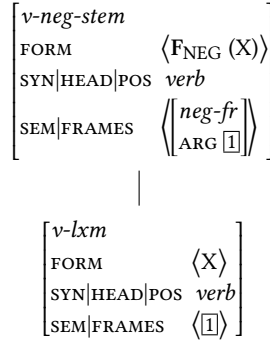 v-neg-stem
FORM ⟨F_NEG (X)⟩
SYN|HEAD|POS verb
SEM|FRAMES ⟨[neg-fr
ARG 1]⟩
v-lxm
FORM ⟨X⟩
SYN|HEAD|POS verb
SEM|FRAMES ⟨1⟩